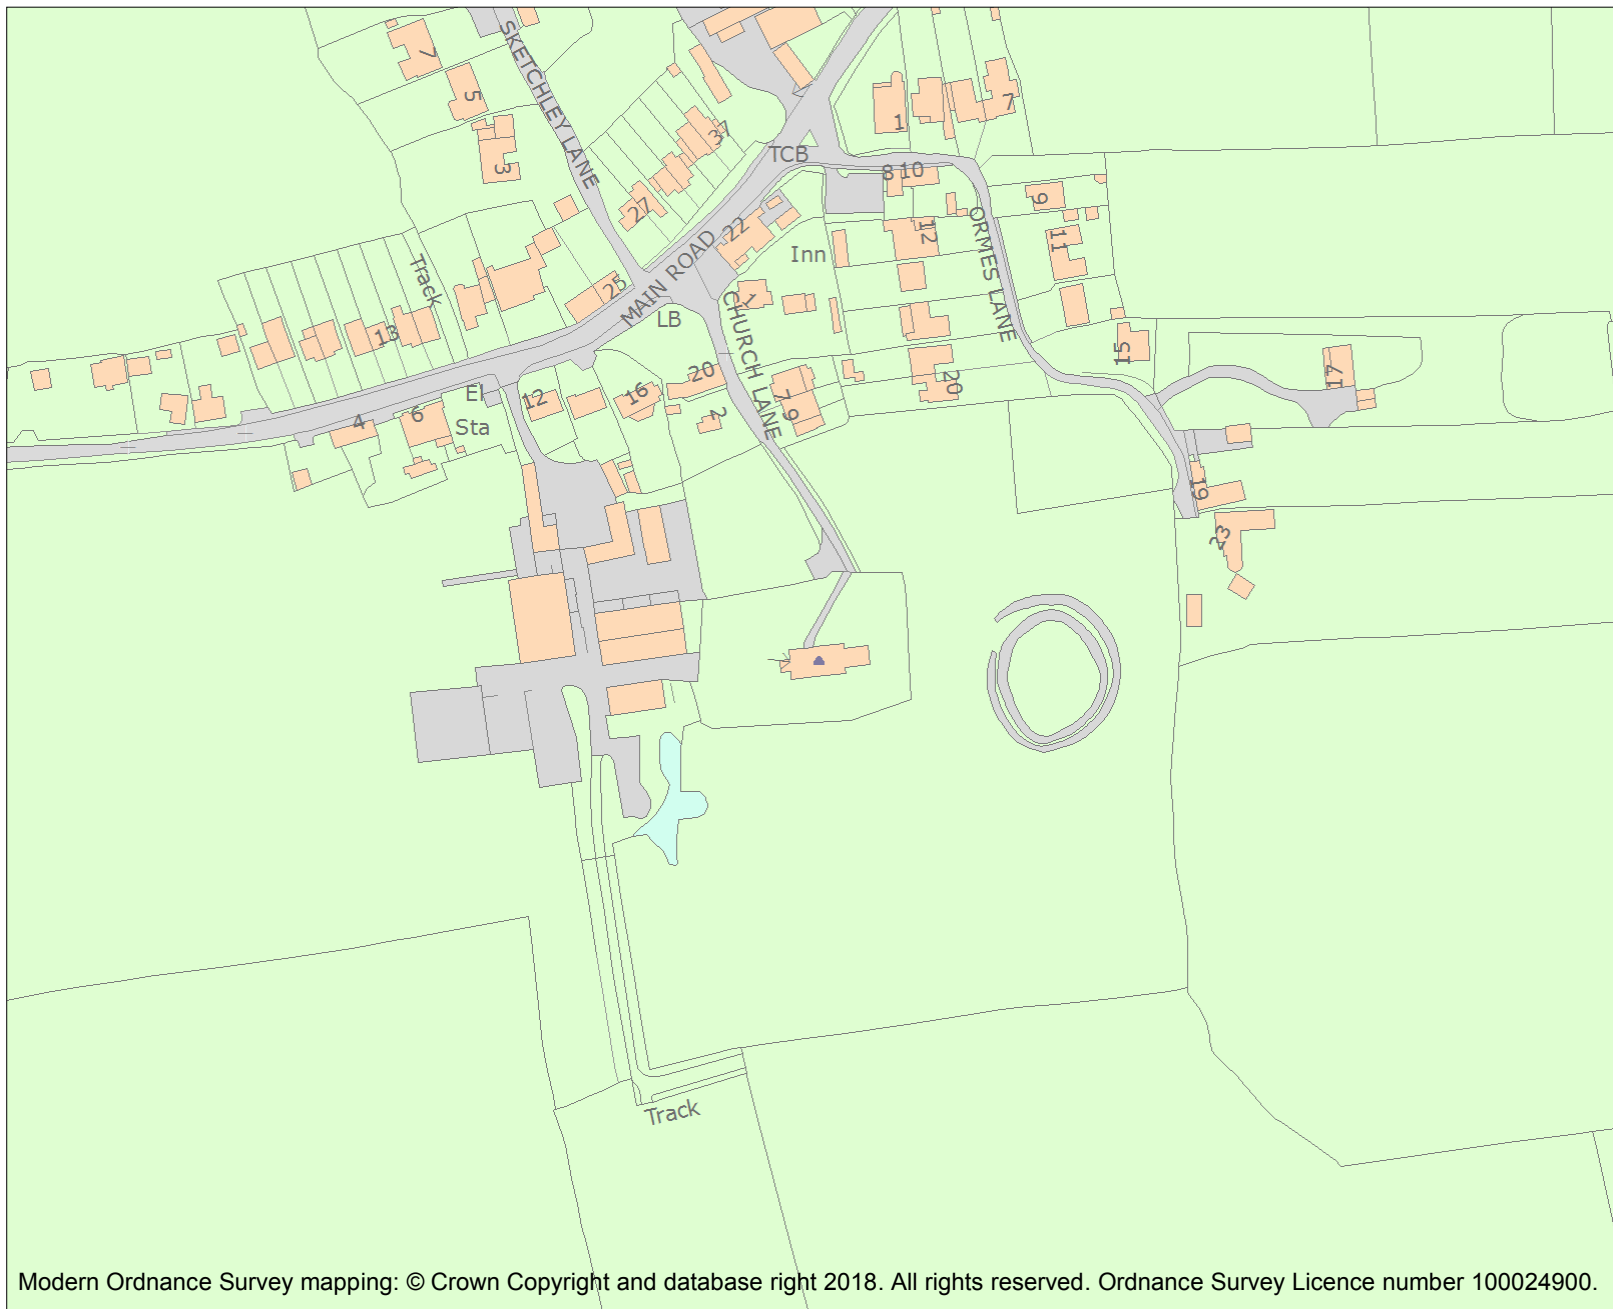 SKETCHLEY LANE
7
5
3
37
TCB
1
7
8
10
27
22
9
12
Inn
11
ORMES LANE
Track
25
MAIN ROAD
1
CHURCH LANE
LB
13
15
17
20
20
El
Sta
12
16
2
7
9
4
6
19
23
Track
Modern Ordnance Survey mapping: © Crown Copyright and database right 2018. All rights reserved. Ordnance Survey Licence number 100024900.